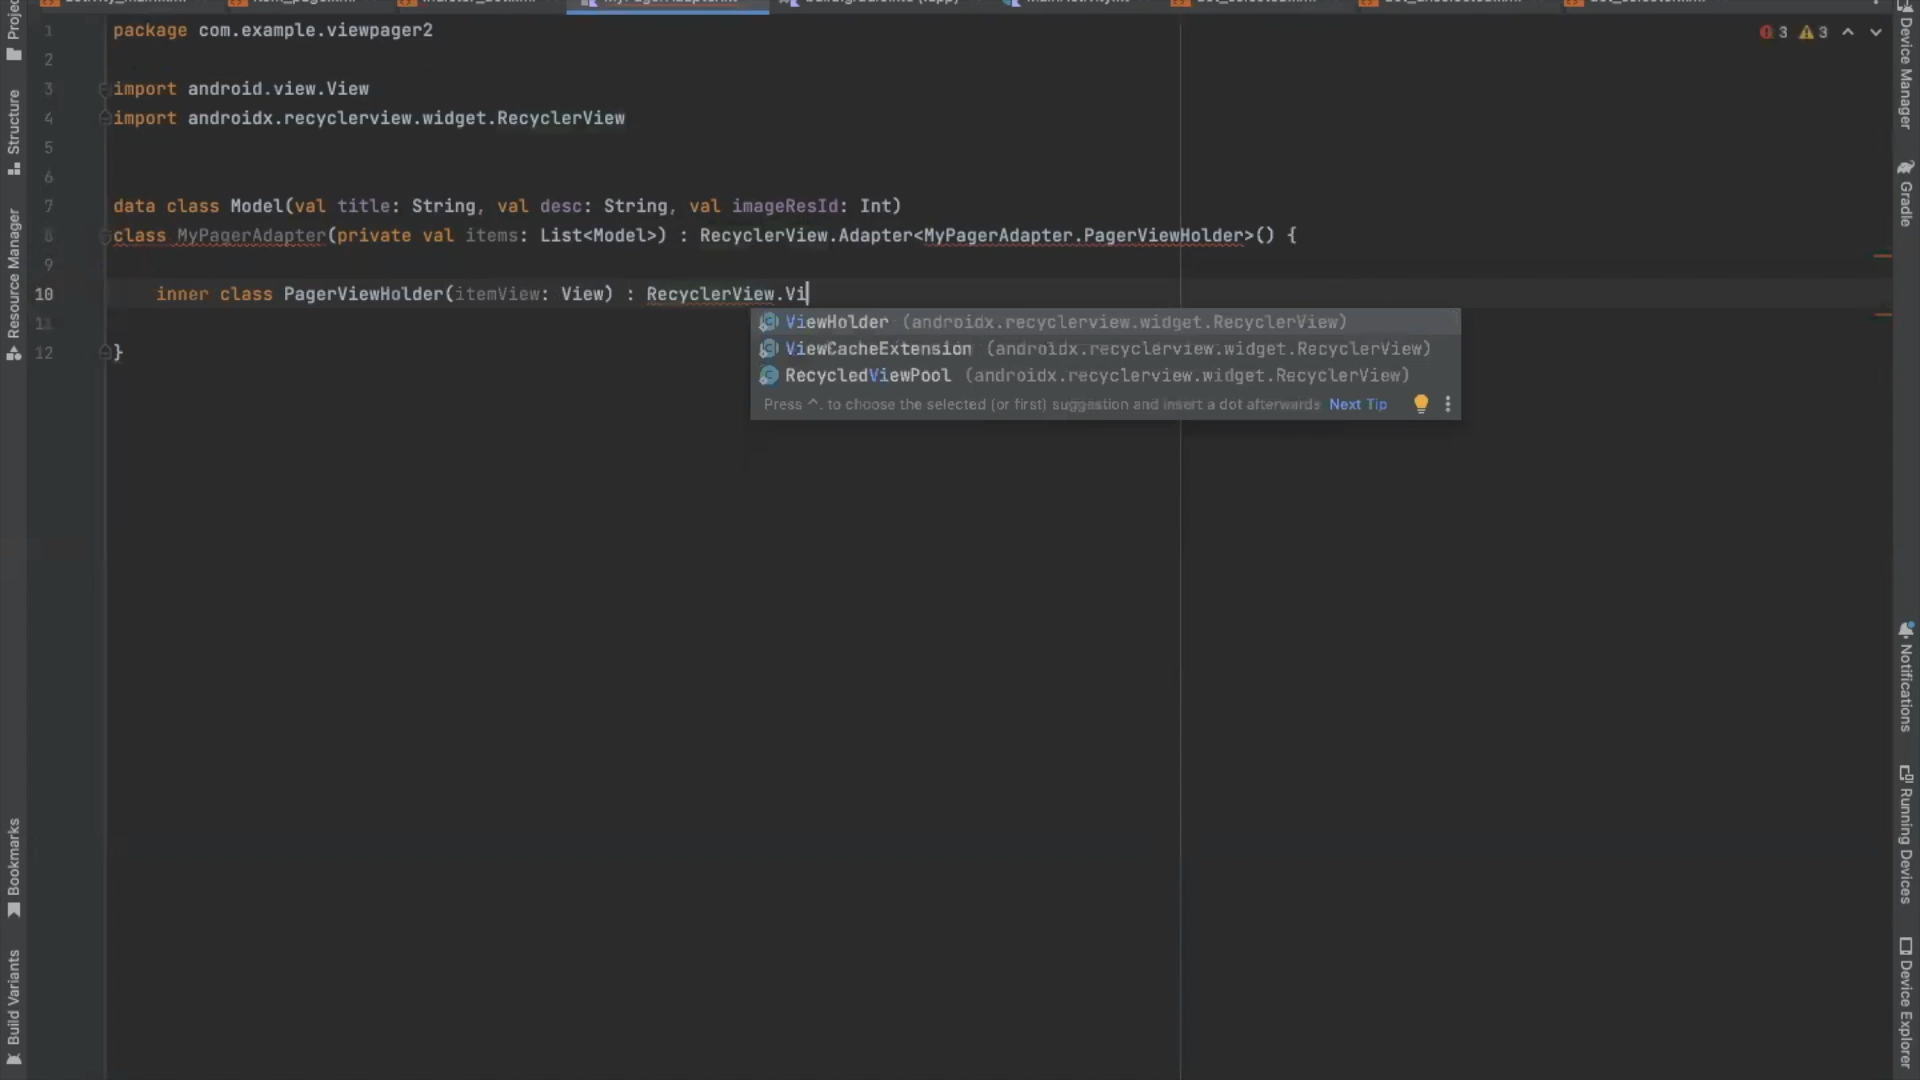 MyPagerAdapter.kt
package com.example.viewpager2
import android.view.View
import androidx.recyclerview.widget.RecyclerView
data class Model(val title: String, val desc: String, val imageResId: Int)
class MyPagerAdapter(private val items: List<Model>) : RecyclerView.Adapter<MyPagerAdapter.PagerViewHolder>() {
inner class PagerViewHolder(itemView: View) : RecyclerView.Vi
}
1
2
3
4
5
6
7
8
9
10
11
12
3 3
ViewHolder (androidx.recyclerview.widget.RecyclerView)
ViewCacheExtension (androidx.recyclerview.widget.RecyclerView)
RecycledViewPool (androidx.recyclerview.widget.RecyclerView)
Press ^. to choose the selected (or first) suggestion and insert a dot afterwards Next Tip
Structure
Resource Manager
Bookmarks
Build Variants
Device Manager
Gradle
Notifications
Running Devices
Device Explorer